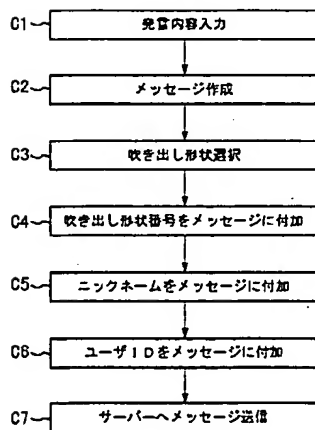 C1 発言内容入力
C2 メッセージ作成
C3 吹き出し形状選択
C4 吹き出し形状番号をメッセージに付加
C5 ニックネームをメッセージに付加
C6 ユーザIDをメッセージに付加
C7 サーバーへメッセージ送信